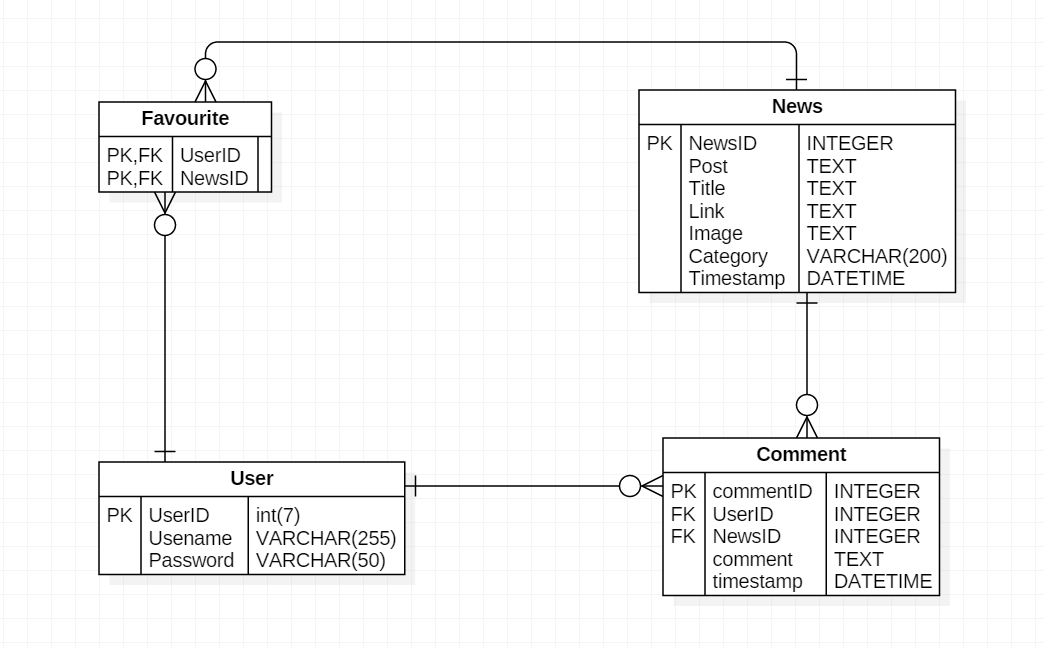 Favourite
PK,FK UserID
PK,FK NewsID
News
PK NewsID INTEGER
Post TEXT
Title TEXT
Link TEXT
Image TEXT
Category VARCHAR(200)
Timestamp DATETIME
User
PK UserID int(7)
Usename VARCHAR(255)
Password VARCHAR(50)
Comment
PK commentID INTEGER
FK UserID INTEGER
FK NewsID INTEGER
comment TEXT
timestamp DATETIME